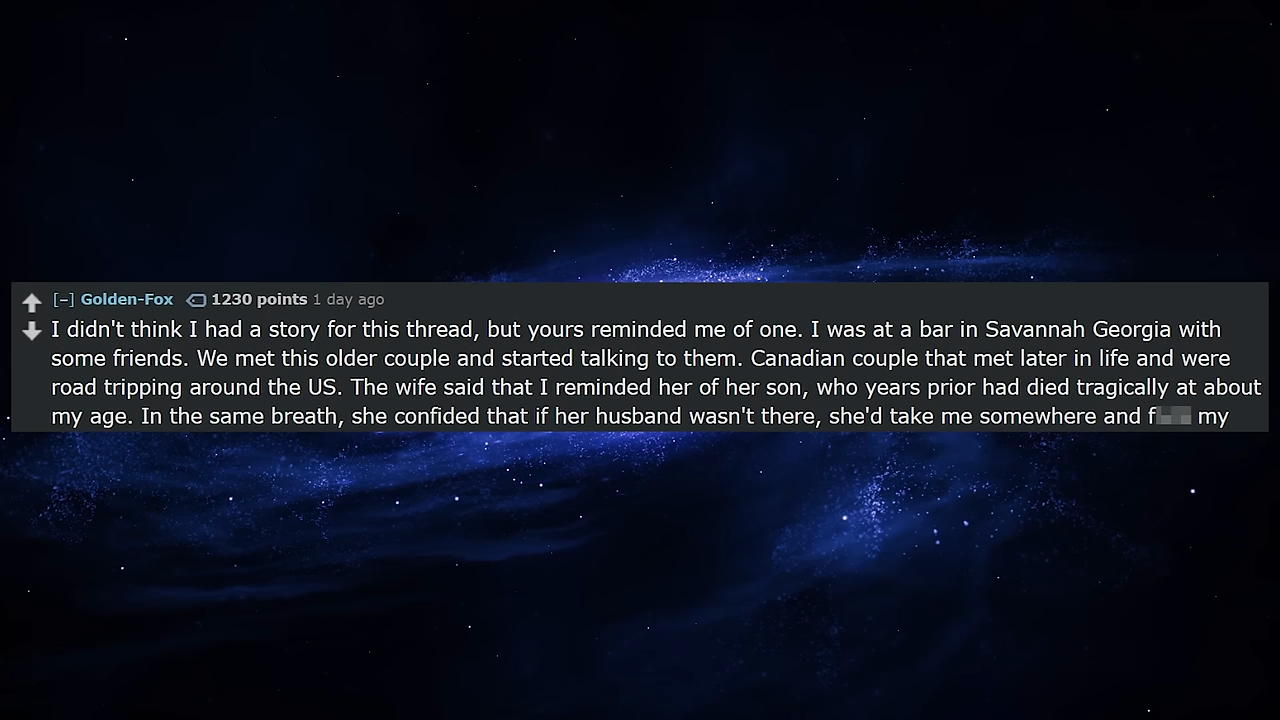 [–] Golden-Fox 1230 points 1 day ago
I didn't think I had a story for this thread, but yours reminded me of one. I was at a bar in Savannah Georgia with
some friends. We met this older couple and started talking to them. Canadian couple that met later in life and were
road tripping around the US. The wife said that I reminded her of her son, who years prior had died tragically at about
my age. In the same breath, she confided that if her husband wasn't there, she'd take me somewhere and f my